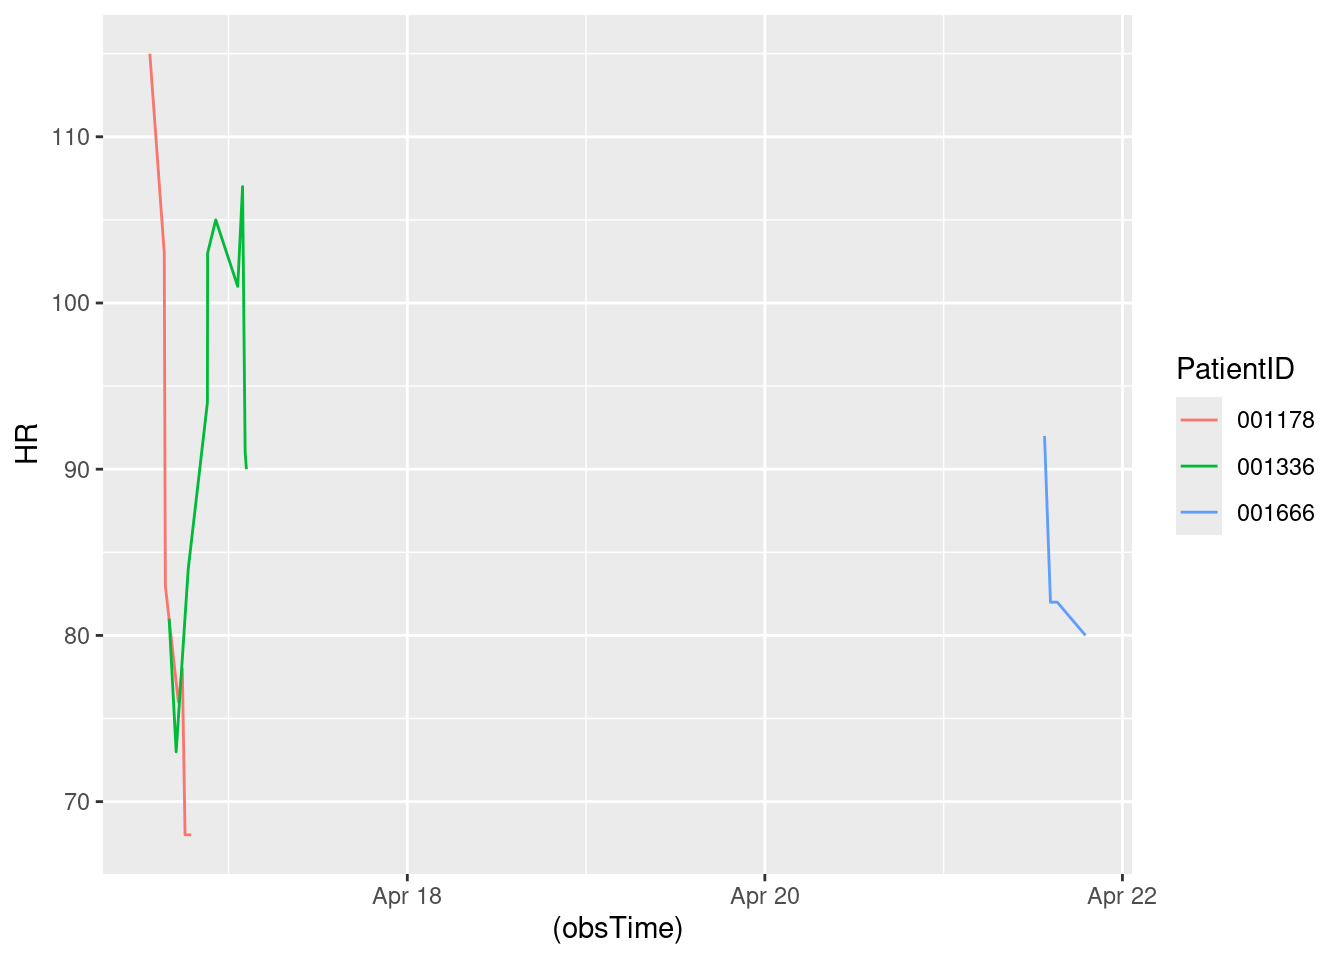 110
100
90
80
70
HR
Apr 18
Apr 20
Apr 22
(obsTime)
PatientID
001178
001336
001666